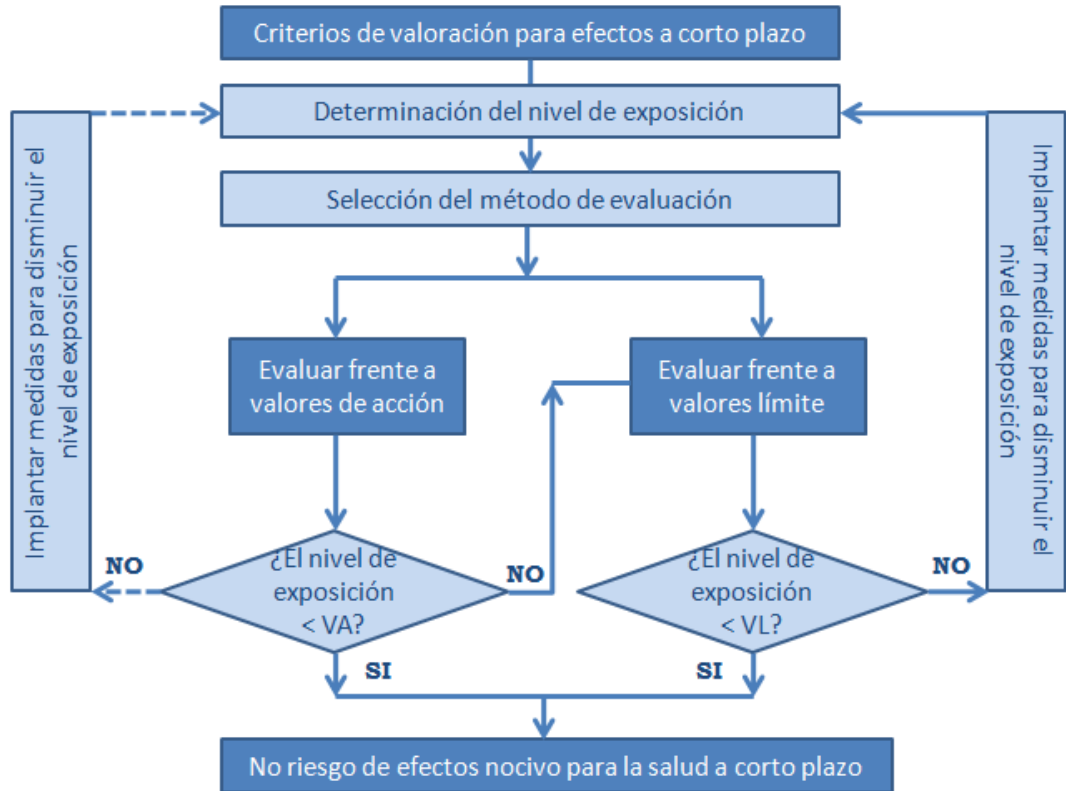 Criterios de valoración para efectos a corto plazo
Determinación del nivel de exposición
Selección del método de evaluación
Implantar medidas para disminuir el
nivel de exposición
Evaluar frente a
valores de acción
Evaluar frente a
valores límite
Implantar medidas para disminuir el
nivel de exposición
¿El nivel de
exposición
< VA?
NO
NO
¿El nivel de
exposición
< VL?
NO
SI
SI
No riesgo de efectos nocivo para la salud a corto plazo